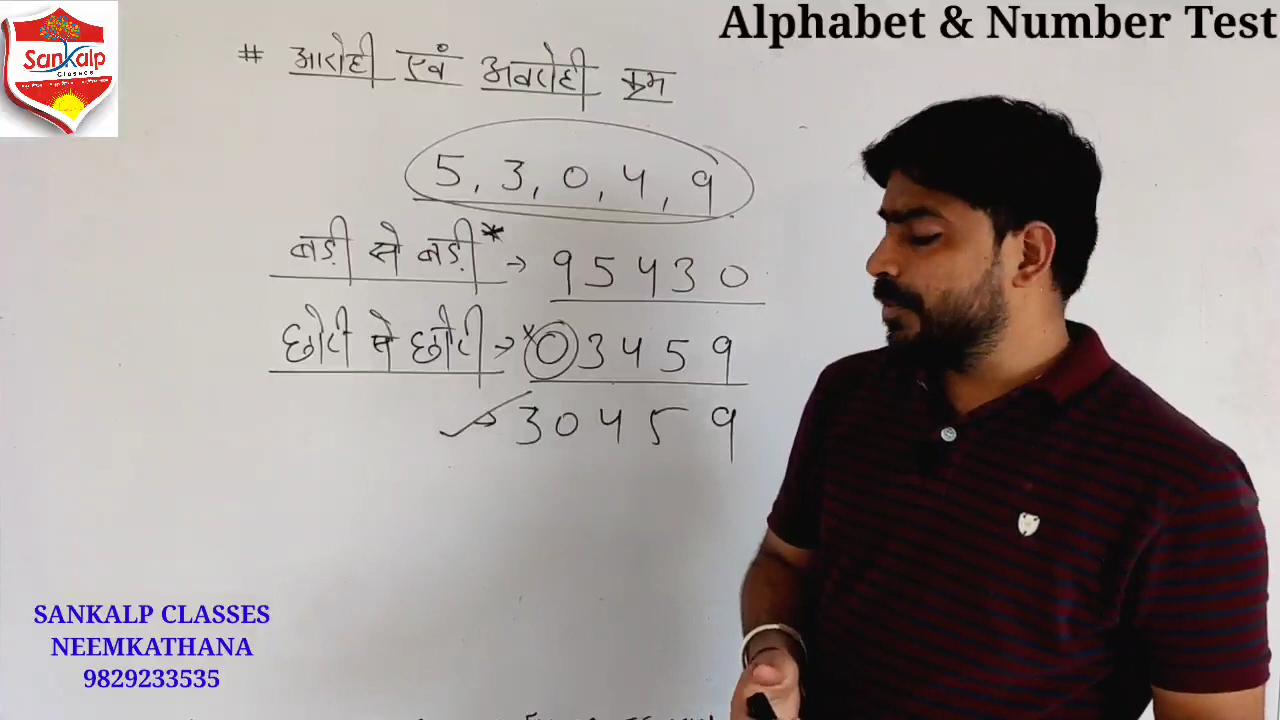 Alphabet & Number Test
SanKalp
Classes
# आरोही एवं अवरोही क्रम
5, 3, 0, 4, 9
बड़ी से बड़ी* → 95430
छोटी से छोटी → *03459
30459
SANKALP CLASSES
NEEMKATHANA
9829233535